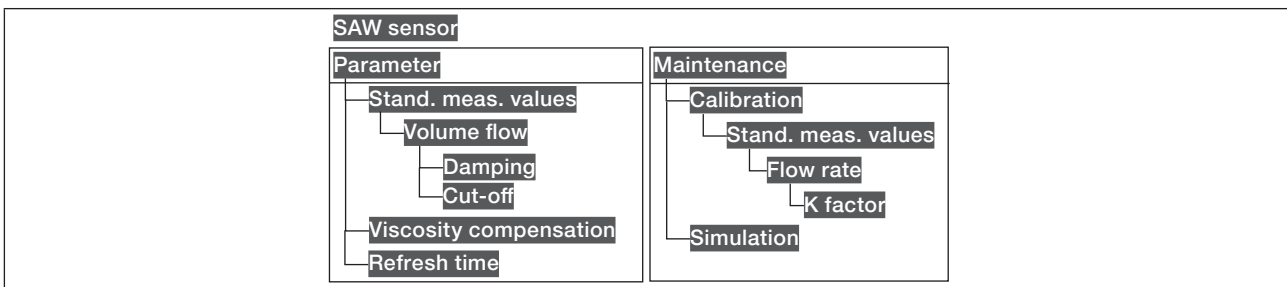 SAW sensor
Parameter
Stand. meas. values
Volume flow
Damping
Cut-off
Viscosity compensation
Refresh time
Maintenance
Calibration
Stand. meas. values
Flow rate
K factor
Simulation